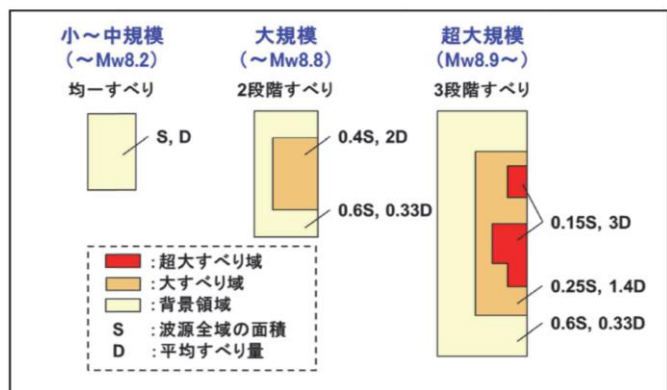 小～中規模
(～Mw8.2)
均一すべり
S, D
大規模
(～Mw8.8)
2段階すべり
0.4S, 2D
0.6S, 0.33D
超大規模
(Mw8.9～)
3段階すべり
0.15S, 3D
0.25S, 1.4D
0.6S, 0.33D
:超大すべり域
:大すべり域
:背景領域
S :波源全域の面積
D :平均すべり量